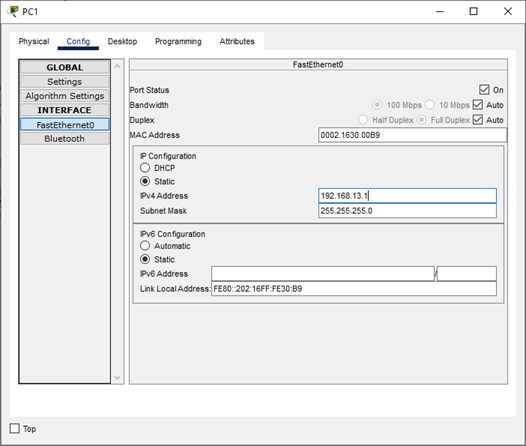 PC1
Physical Config Desktop Programming Attributes
GLOBAL
Settings
Algorithm Settings
INTERFACE
FastEthernet0
Bluetooth
FastEthernet0
Port Status On
Bandwidth 100 Mbps 10 Mbps Auto
Duplex Half Duplex Full Duplex Auto
MAC Address 0002.1630.00B9
IP Configuration
DHCP
Static
IPv4 Address 192.168.13.1
Subnet Mask 255.255.255.0
IPv6 Configuration
Automatic
Static
IPv6 Address /
Link Local Address: FE80::202:16FF:FE30:B9
Top